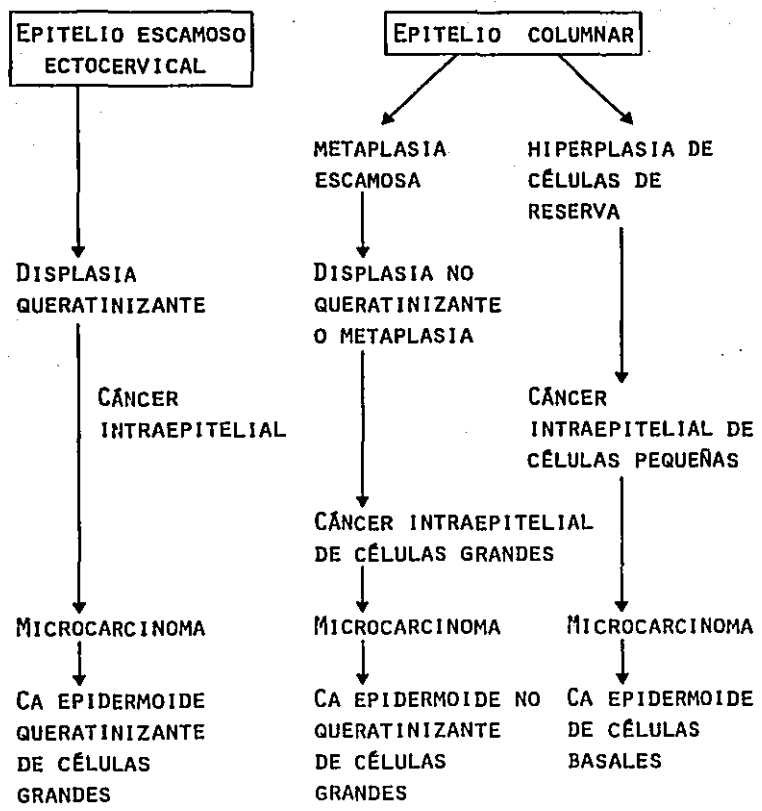 EPITELIO ESCAMOSO
ECTOCERVICAL
DISPLASIA
QUERATINIZANTE
CÁNCER
INTRAEPITELIAL
MICROCARCINOMA
CA EPIDERMOIDE
QUERATINIZANTE
DE CÉLULAS
GRANDES
EPITELIO COLUMNAR
METAPLASIA
ESCAMOSA
DISPLASIA NO
QUERATINIZANTE
O METAPLASIA
CÁNCER INTRAEPITELIAL
DE CÉLULAS GRANDES
MICROCARCINOMA
CA EPIDERMOIDE NO
QUERATINIZANTE
DE CÉLULAS
GRANDES
HIPERPLASIA DE
CÉLULAS DE
RESERVA
CÁNCER
INTRAEPITELIAL DE
CÉLULAS PEQUEÑAS
MICROCARCINOMA
CA EPIDERMOIDE
DE CÉLULAS
BASALES